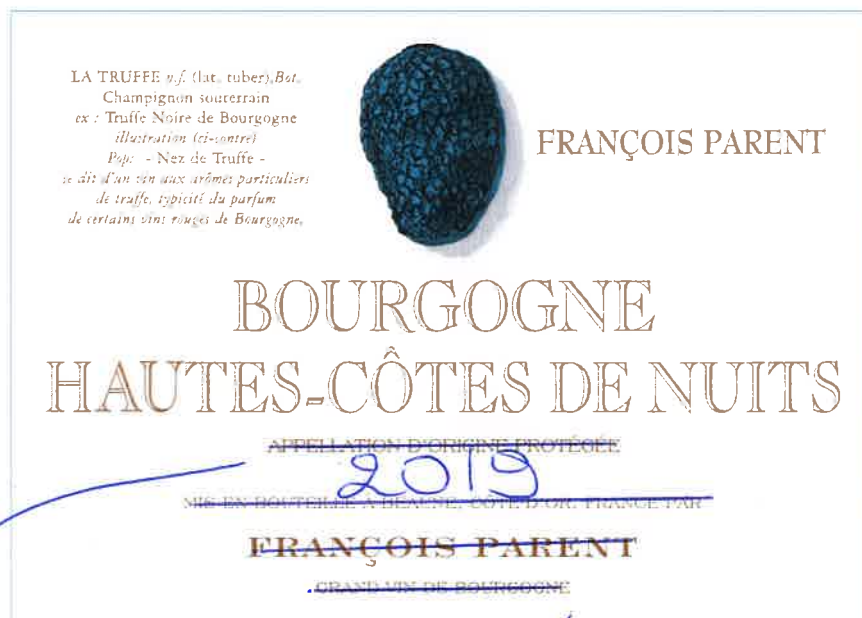 LA TRUFFE n.f. (lat. tuber), Bot.
Champignon souterrain
ex : Truffe Noire de Bourgogne
illustration (ci-contre)
Pop: - Nez de Truffe -
se dit d'un vin aux arômes particuliers
de truffe, typicité du parfum
de certains vins rouges de Bourgogne.
FRANÇOIS PARENT
BOURGOGNE
HAUTES-CÔTES DE NUITS
APPELLATION D'ORIGINE PROTÉGÉE
2019
MIS EN BOUTEILLE A BEAUNE, CÔTE D'OR, FRANCE PAR
FRANÇOIS PARENT
GRAND VIN DE BOURGOGNE